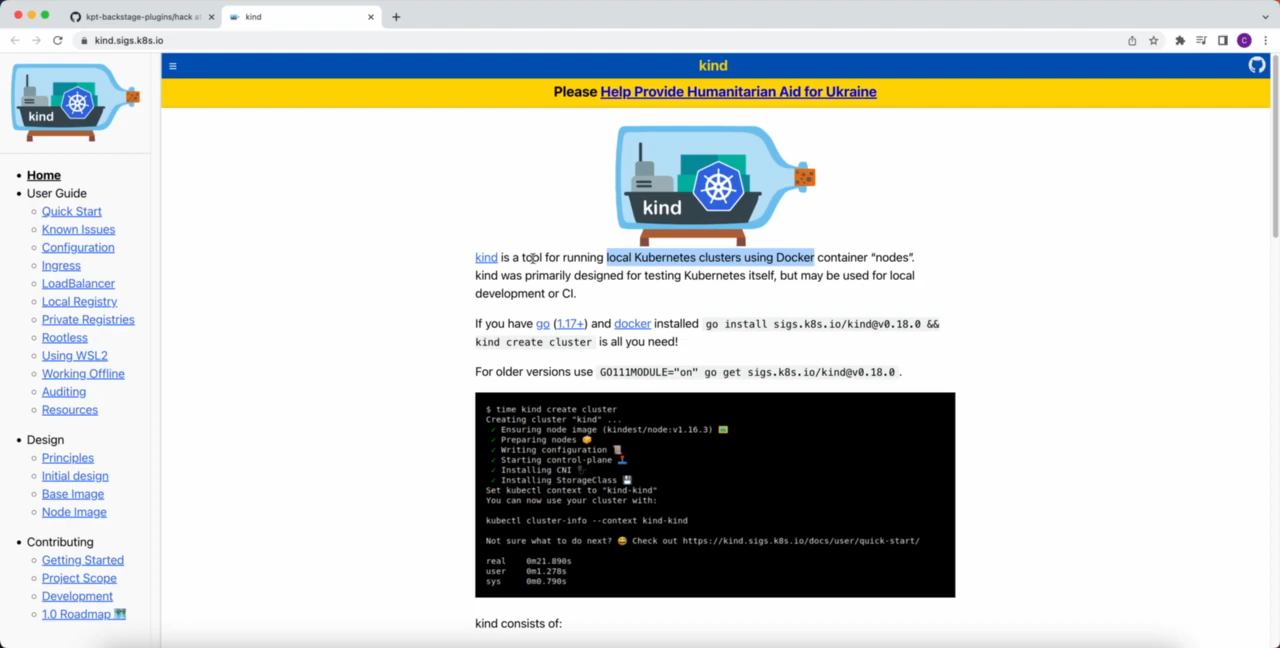 kpt-backstage-plugins/hack a
kind
kind.sigs.k8s.io
C
kind
kind
Please Help Provide Humanitarian Aid for Ukraine
Home
User Guide
Quick Start
Known Issues
Configuration
Ingress
LoadBalancer
Local Registry
Private Registries
Rootless
Using WSL2
Working Offline
Auditing
Resources
Design
Principles
Initial design
Base Image
Node Image
Contributing
Getting Started
Project Scope
Development
1.0 Roadmap 🗺️
kind
kind is a tool for running local Kubernetes clusters using Docker container “nodes”.
kind was primarily designed for testing Kubernetes itself, but may be used for local
development or CI.
If you have go (1.17+) and docker installed go install sigs.k8s.io/kind@v0.18.0 &&
kind create cluster is all you need!
For older versions use GO111MODULE="on" go get sigs.k8s.io/kind@v0.18.0 .
$ time kind create cluster
Creating cluster "kind" ...
✓ Ensuring node image (kindest/node:v1.16.3) 🖼
✓ Preparing nodes 📦
✓ Writing configuration 📜
✓ Starting control-plane 🕹️
✓ Installing CNI 🔌
✓ Installing StorageClass 💾
Set kubectl context to "kind-kind"
You can now use your cluster with:
kubectl cluster-info --context kind-kind
Not sure what to do next? 😅 Check out https://kind.sigs.k8s.io/docs/user/quick-start/
real 0m21.890s
user 0m1.278s
sys 0m0.790s
kind consists of: